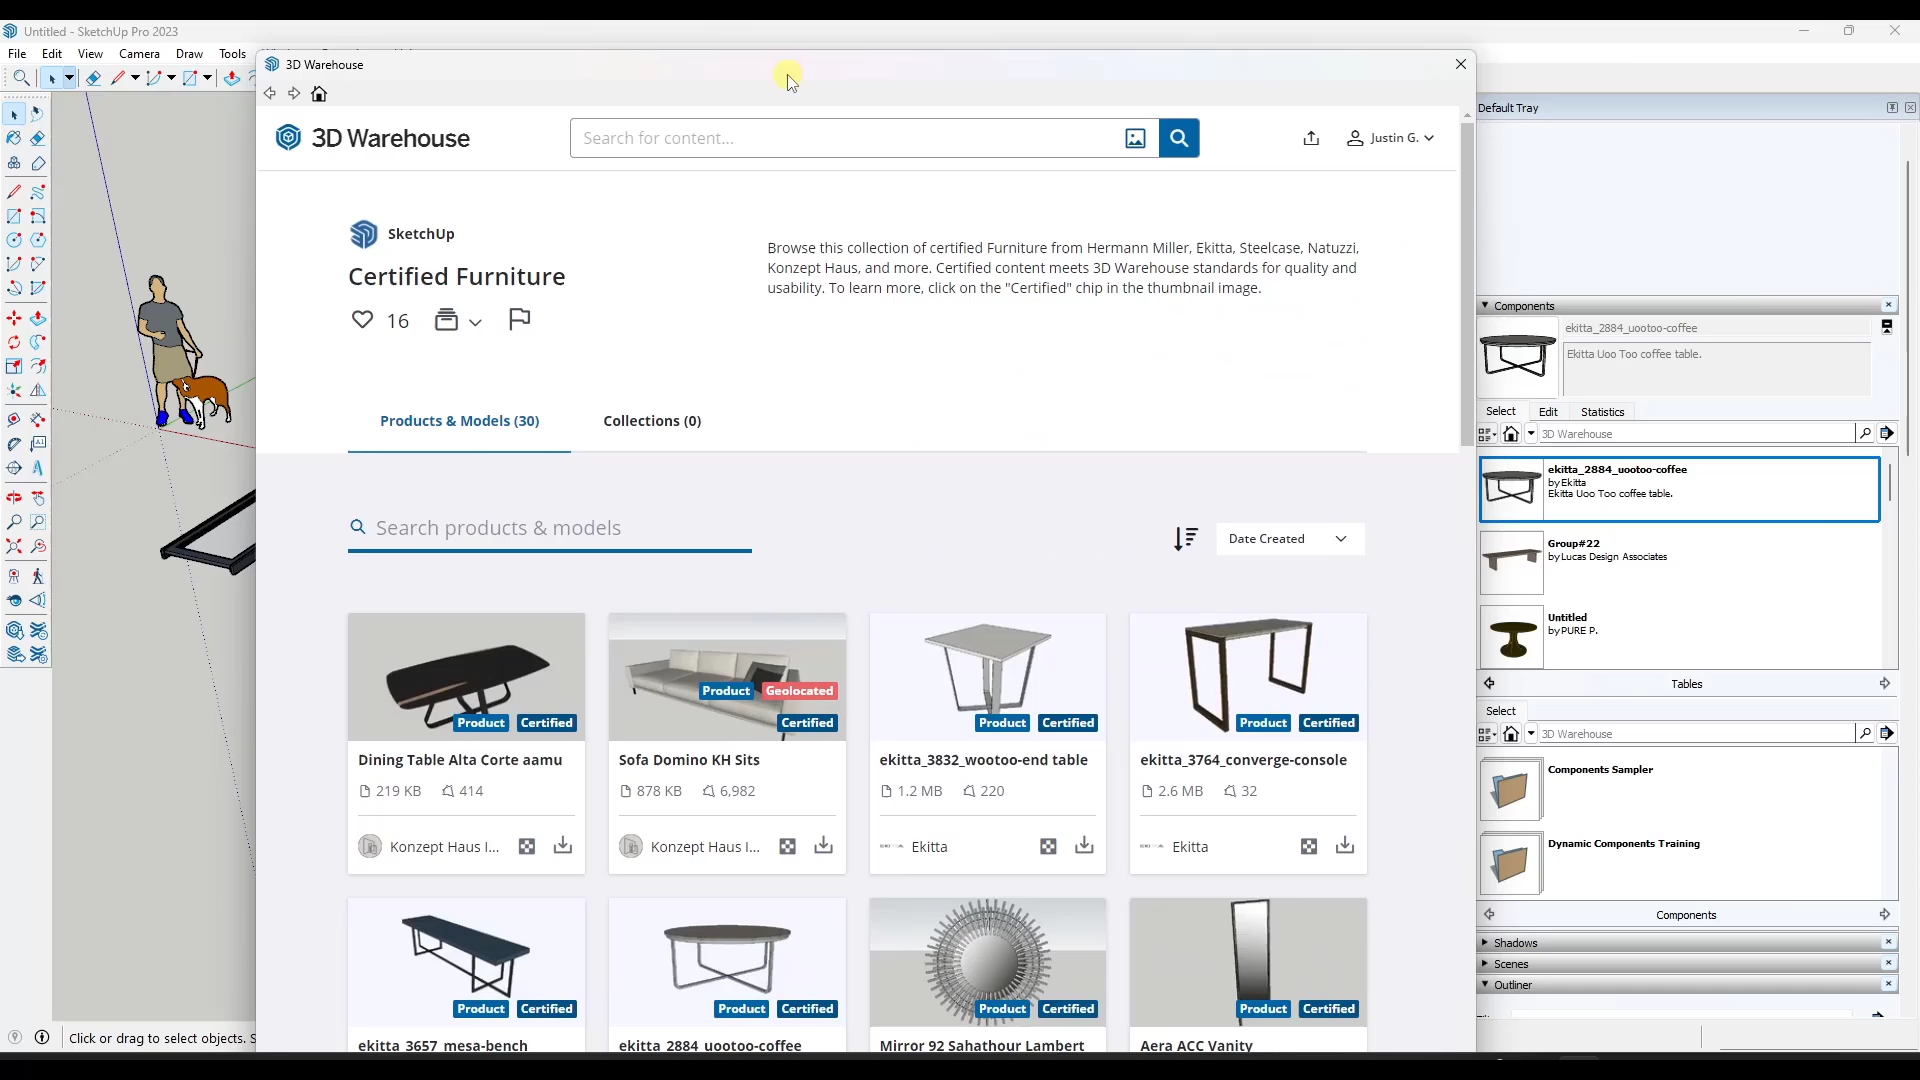 Untitled - SketchUp Pro 2023
File Edit View Camera Draw Tools
3D Warehouse
3D Warehouse
Search for content...
Justin G.
SketchUp
Certified Furniture
16
Browse this collection of certified Furniture from Hermann Miller, Ekitta, Steelcase, Natuzzi,
Konzept Haus, and more. Certified content meets 3D Warehouse standards for quality and
usability. To learn more, click on the "Certified" chip in the thumbnail image.
Products & Models (30)
Collections (0)
Search products & models
Date Created
Product Certified
Dining Table Alta Corte aamu
219 KB 414
Konzept Haus I...
Product Geolocated
Certified
Sofa Domino KH Sits
878 KB 6,982
Konzept Haus I...
Product Certified
ekitta_3832_wootoo-end table
1.2 MB 220
Ekitta
Product Certified
ekitta_3764_converge-console
2.6 MB 32
Ekitta
Product Certified
ekitta 3657 mesa-bench
Product Certified
ekitta 2884 uootoo-coffee
Product Certified
Mirror 92 Sahathour Lambert
Product Certified
Aera ACC Vanity
Default Tray
Components
ekitta_2884_uootoo-coffee
Ekitta Uoo Too coffee table.
Select Edit Statistics
3D Warehouse
ekitta_2884_uootoo-coffee
by Ekitta
Ekitta Uoo Too coffee table.
Group#22
by Lucas Design Associates
Untitled
by PURE P.
Tables
Select
3D Warehouse
Components Sampler
Dynamic Components Training
Components
Shadows
Scenes
Outliner
Click or drag to select objects. S